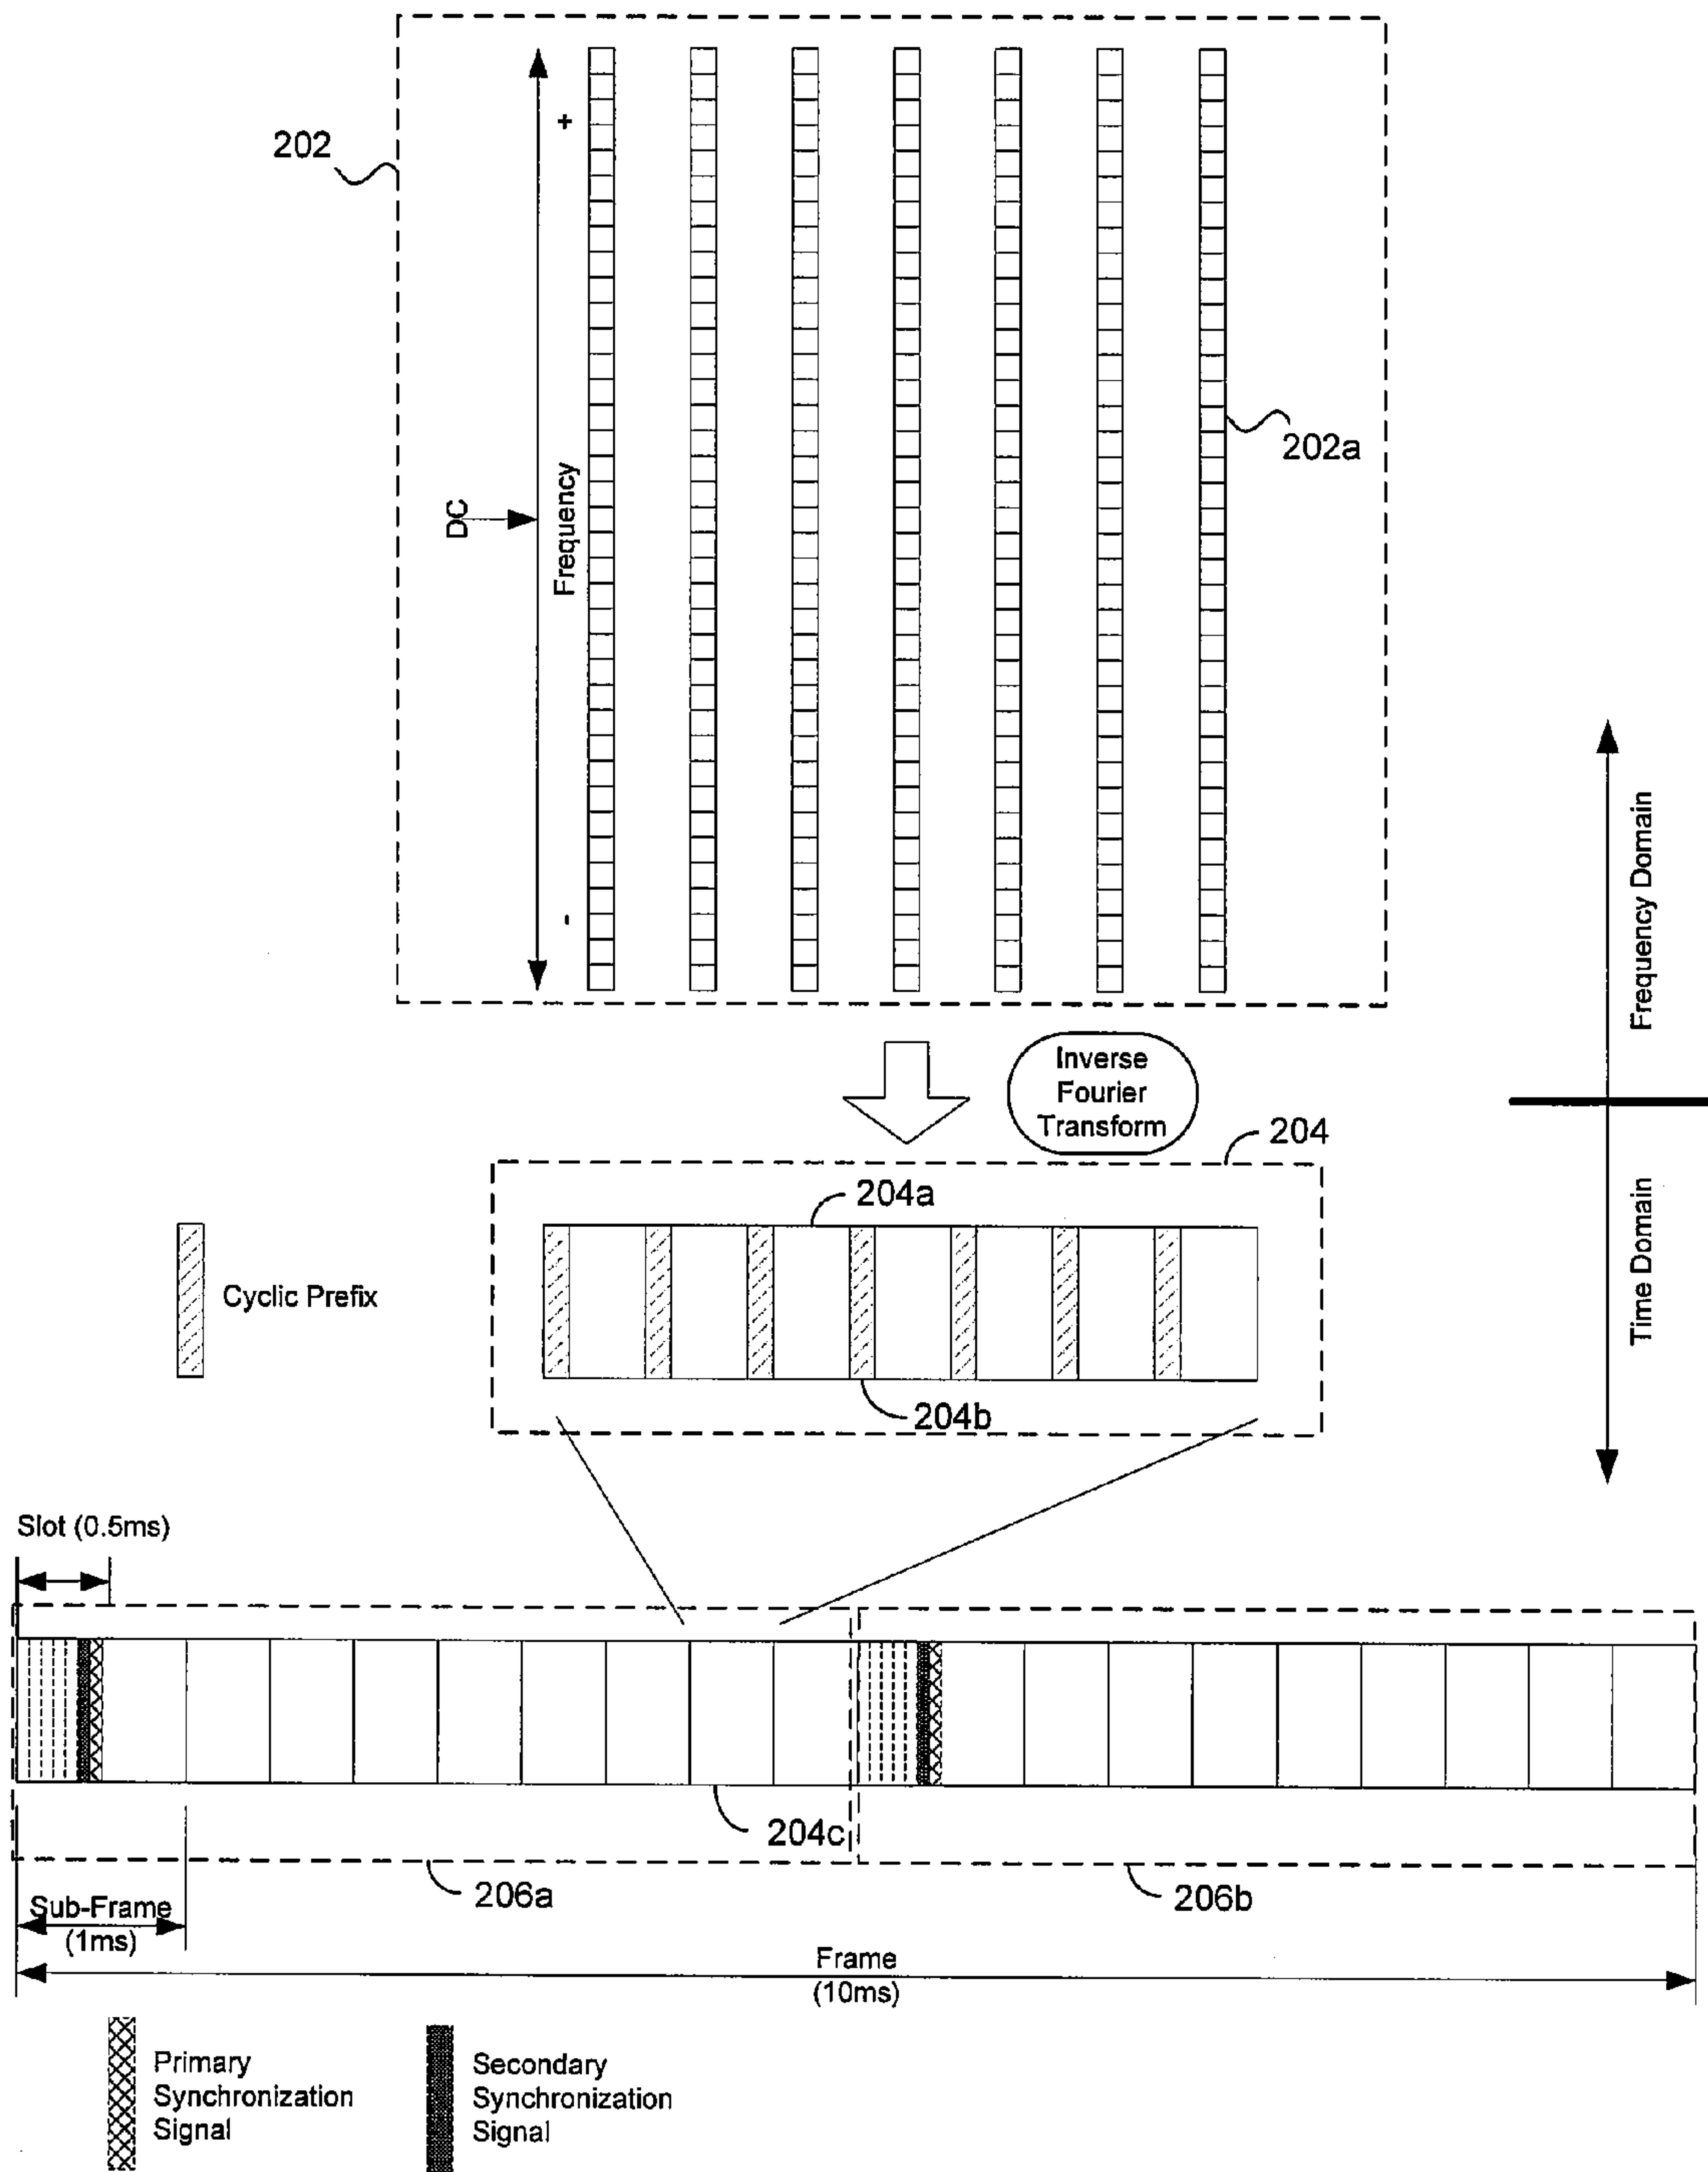 202
+
DC
Frequency
202a
-
Frequency Domain
Inverse
Fourier
Transform
204
204a
Time Domain
Cyclic Prefix
204b
Slot (0.5ms)
204c
206a
206b
Sub-Frame
(1ms)
Frame
(10ms)
Primary
Synchronization
Signal
Secondary
Synchronization
Signal